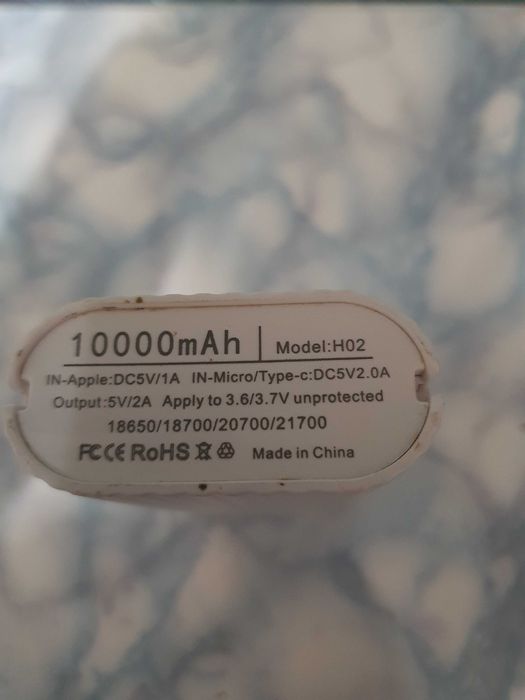 10000mAh | Model:H02
IN-Apple:DC5V/1A IN-Micro/Type-c:DC5V2.0A
Output:5V/2A Apply to 3.6/3.7V unprotected
18650/18700/20700/21700
FC CE RoHS Made in China